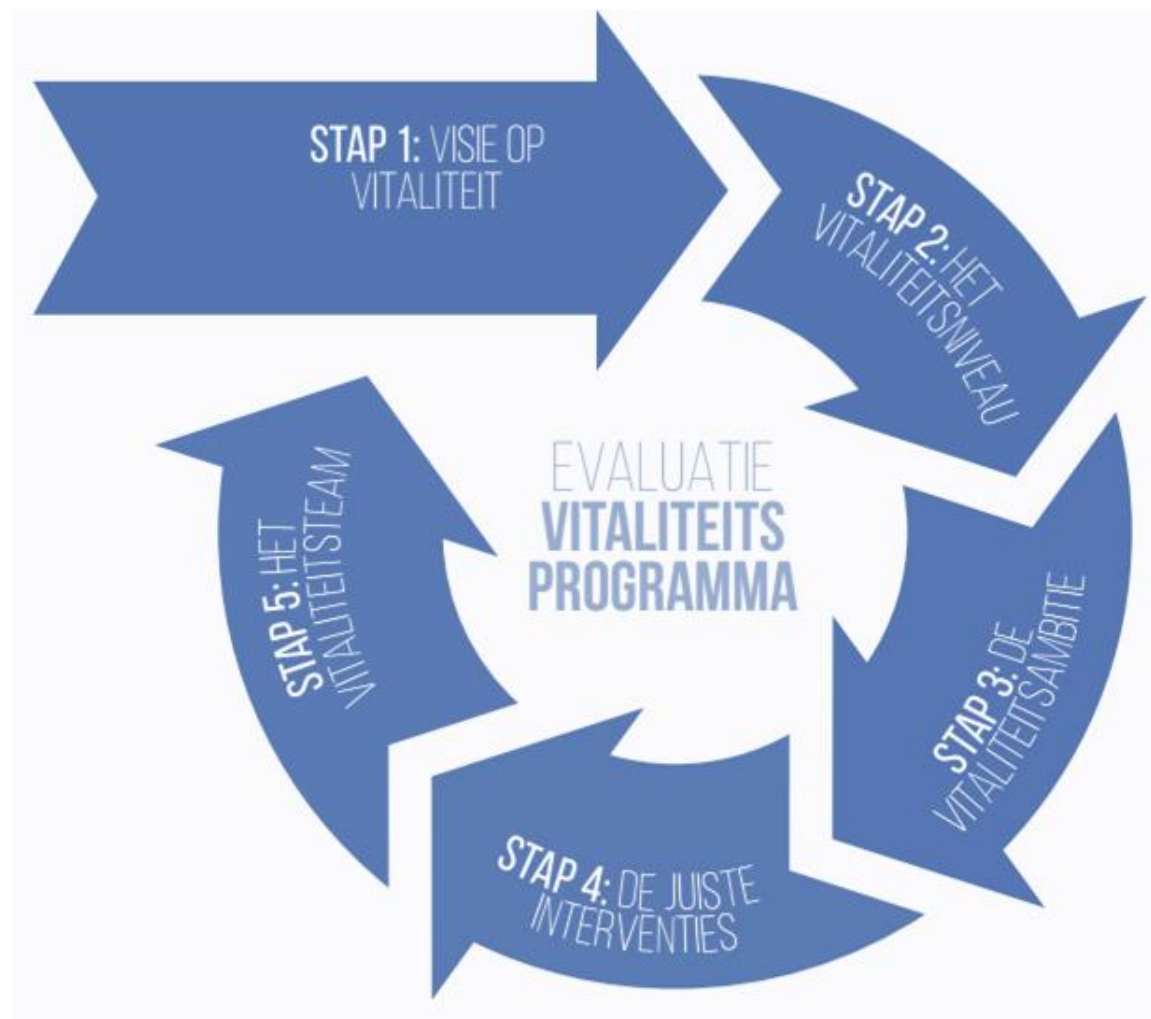 STAP 1: VISIE OP
VITALITEIT
STAP 2: HET
VITALITEITSNIVEAU
STAP 3: DE
VITALITEITSAMBITIE
STAP 4: DE JUISTE
INTERVENTIES
STAP 5: HET
VITALITEITSTEAM
EVALUATIE
VITALITEITS
PROGRAMMA